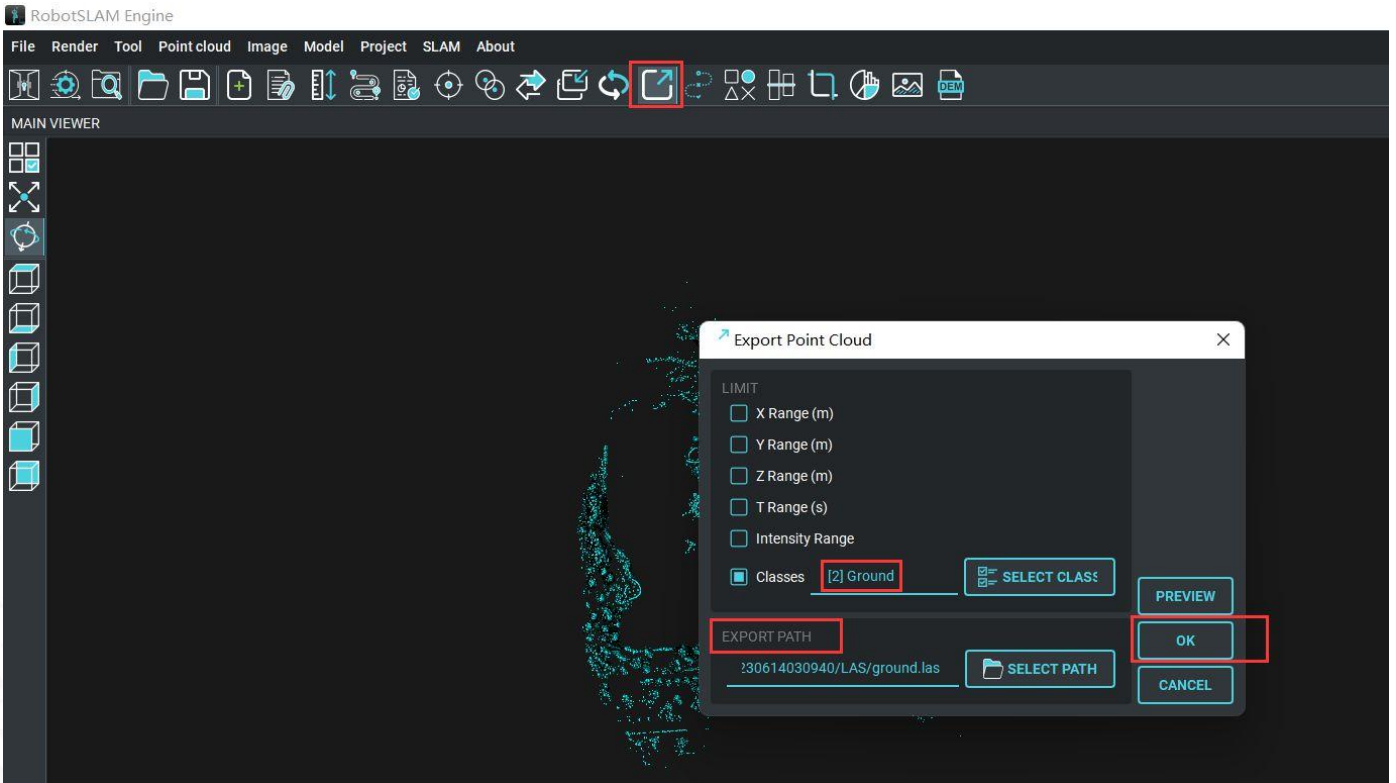 RobotSLAM Engine
File Render Tool Point cloud Image Model Project SLAM About
DEM
MAIN VIEWER
Export Point Cloud
LIMIT
X Range (m)
Y Range (m)
Z Range (m)
T Range (s)
Intensity Range
Classes [2] Ground SELECT CLASS
PREVIEW
EXPORT PATH
OK
230614030940/LAS/ground.las SELECT PATH
CANCEL